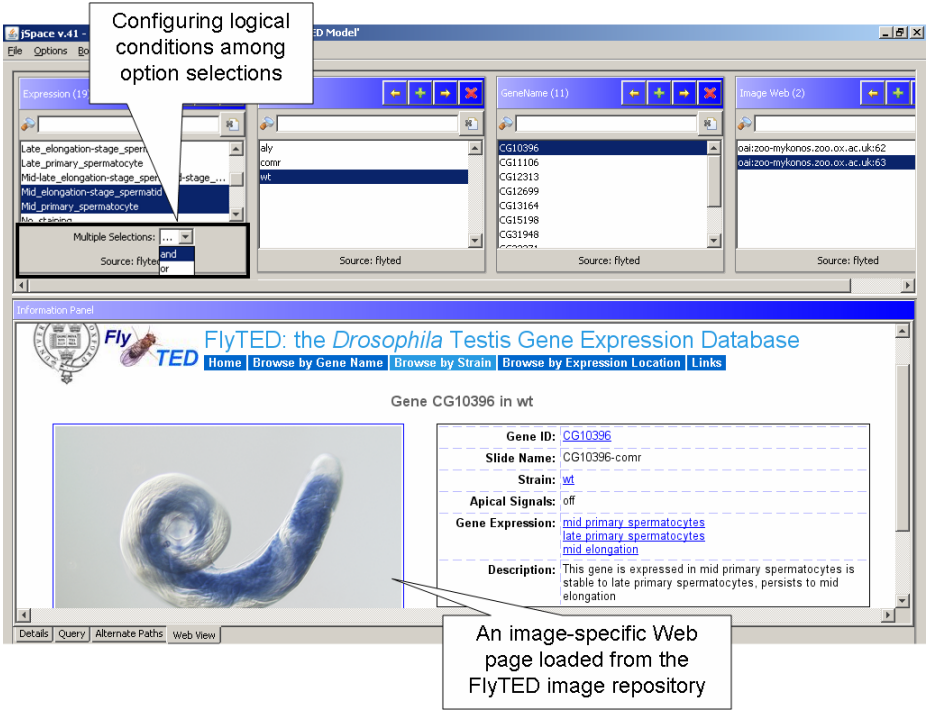 Configuring logical
conditions among
option selections
jSpace v.41 -
ED Model'
File Options Bo
Expression (19
GeneName (11)
Image Web (2)
Late_elongation-stage_sperm
Late_primary_spermatocyte
Mid-late_elongation-stage_sper d-stage_...
Mid_elongation-stage_spermatid
Mid_primary_spermatocyte
No_staining
Multiple Selections: ...
and
or
Source: flyted
aly
comr
wt
Source: flyted
CG10396
CG11106
CG12313
CG12699
CG13164
CG15198
CG31948
Source: flyted
oai:zoo-mykonos.zoo.ox.ac.uk:62
oai:zoo-mykonos.zoo.ox.ac.uk:63
Source: flyted
Information Panel
Fly
TED
FlyTED: the Drosophila Testis Gene Expression Database
Home Browse by Gene Name Browse by Strain Browse by Expression Location Links
Gene CG10396 in wt
Gene ID: CG10396
Slide Name: CG10396-comr
Strain: wt
Apical Signals: off
Gene Expression: mid primary spermatocytes
late primary spermatocytes
mid elongation
Description: This gene is expressed in mid primary spermatocytes is
stable to late primary spermatocytes, persists to mid
elongation
Details Query Alternate Paths Web View
An image-specific Web
page loaded from the
FlyTED image repository